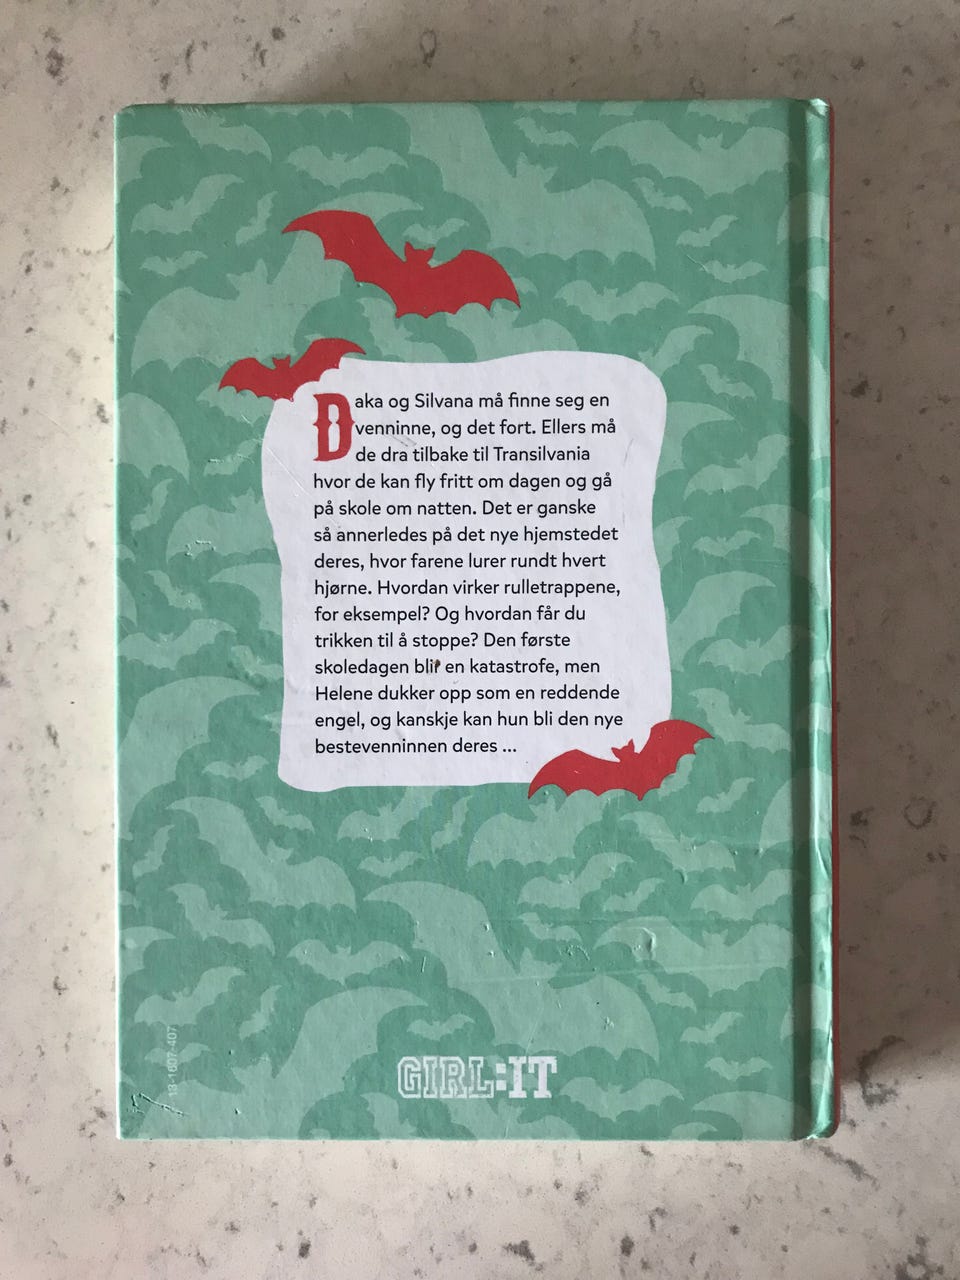 Daka og Silvana må finne seg en
venninne, og det fort. Ellers må
de dra tilbake til Transilvania
hvor de kan fly fritt om dagen og gå
på skole om natten. Det er ganske
så annerledes på det nye hjemstedet
deres, hvor farene lurer rundt hvert
hjørne. Hvordan virker rulletrappene,
for eksempel? Og hvordan får du
trikken til å stoppe? Den første
skoledagen blir en katastrofe, men
Helene dukker opp som en reddende
engel, og kanskje kan hun bli den nye
bestevenninnen deres ...
13-1607-407
GIRL:IT